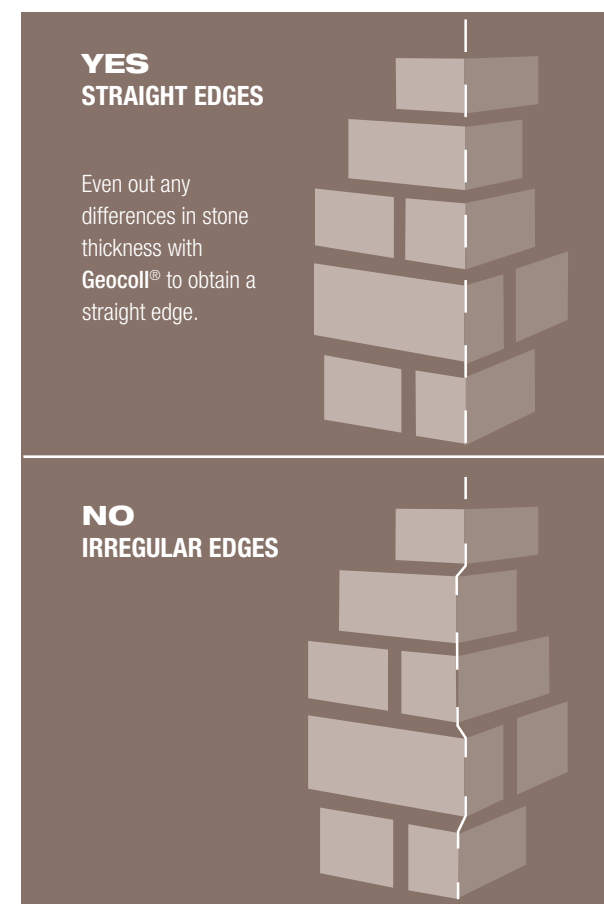 YES
STRAIGHT EDGES
Even out any
differences in stone
thickness with
Geocoll® to obtain a
straight edge.
NO
IRREGULAR EDGES